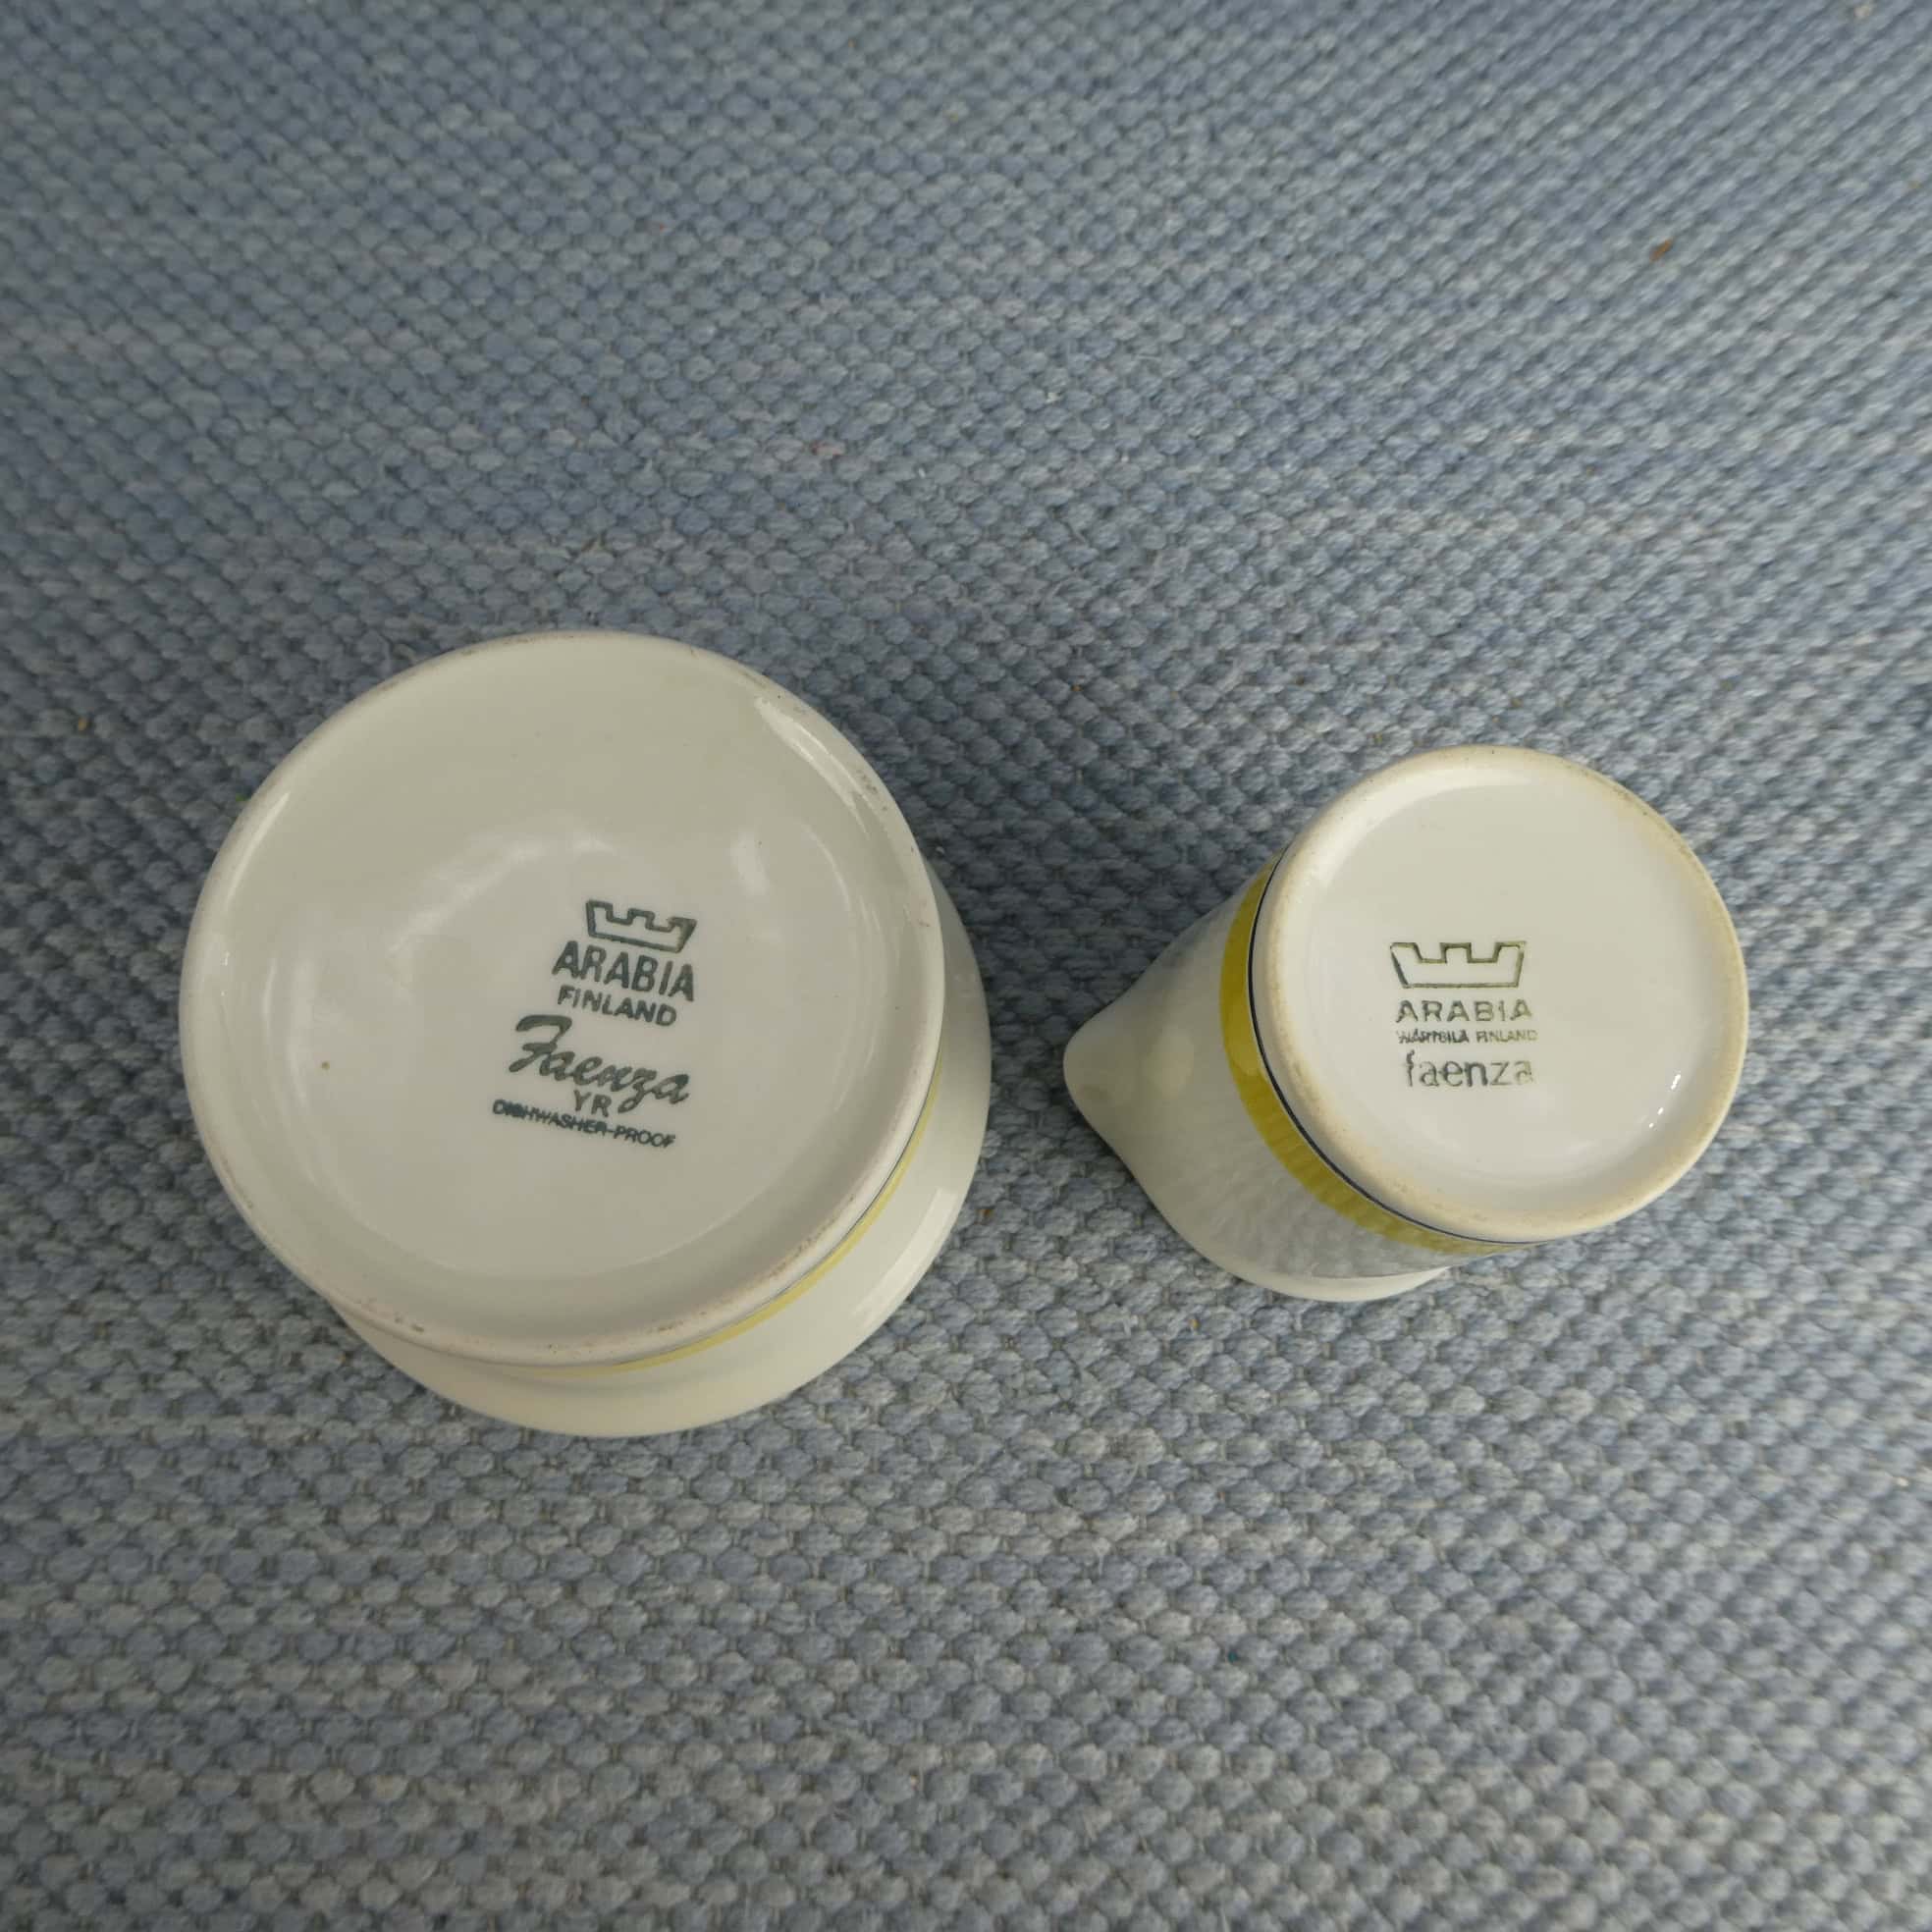 ARABIA
FINLAND
Faenza
YR
DISHWASHER-PROOF
ARABIA
WÄRTSILÄ FINLAND
faenza